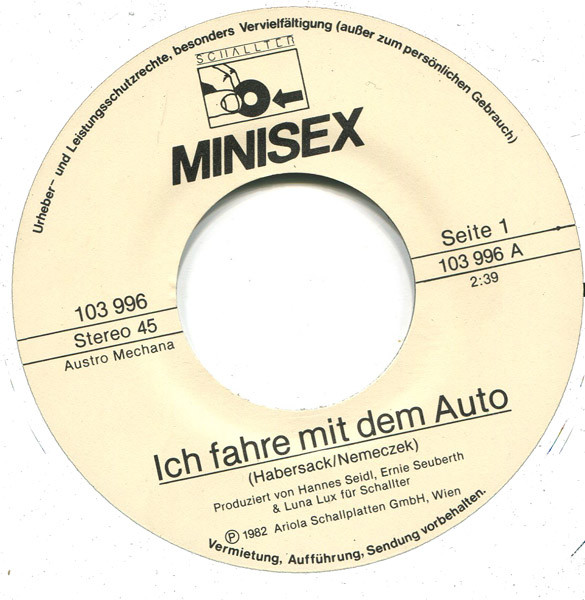 Urheber- und Leistungsschutzrechte, besonders Vervielfältigung (außer zum persönlichen Gebrauch)
SCHALLTER
MINISEX
Seite 1
103 996 A
2:39
103 996
Stereo 45
Austro Mechana
Ich fahre mit dem Auto
(Habersack/Nemeczek)
Produziert von Hannes Seidl, Ernie Seuberth
& Luna Lux für Schallter
Ⓟ 1982 Ariola Schallplatten GmbH, Wien
Vermietung, Aufführung, Sendung vorbehalten.